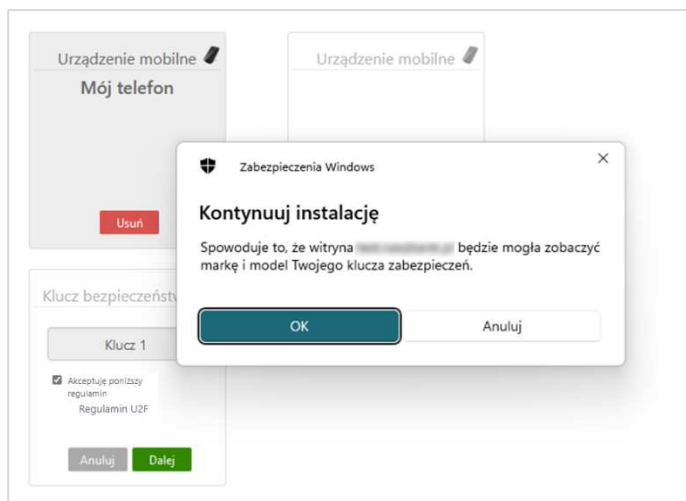 Urządzenie mobilne
Mój telefon
Usuń
Urządzenie mobilne
Zabezpieczenia Windows
Kontynuuj instalację
Spowoduje to, że witryna będzie mogła zobaczyć
markę i model Twojego klucza zabezpieczeń.
OK
Anuluj
Klucz
Klucz 1
Akceptuję poniższy
regulamin
Regulamin U2F
Anuluj
Dalej